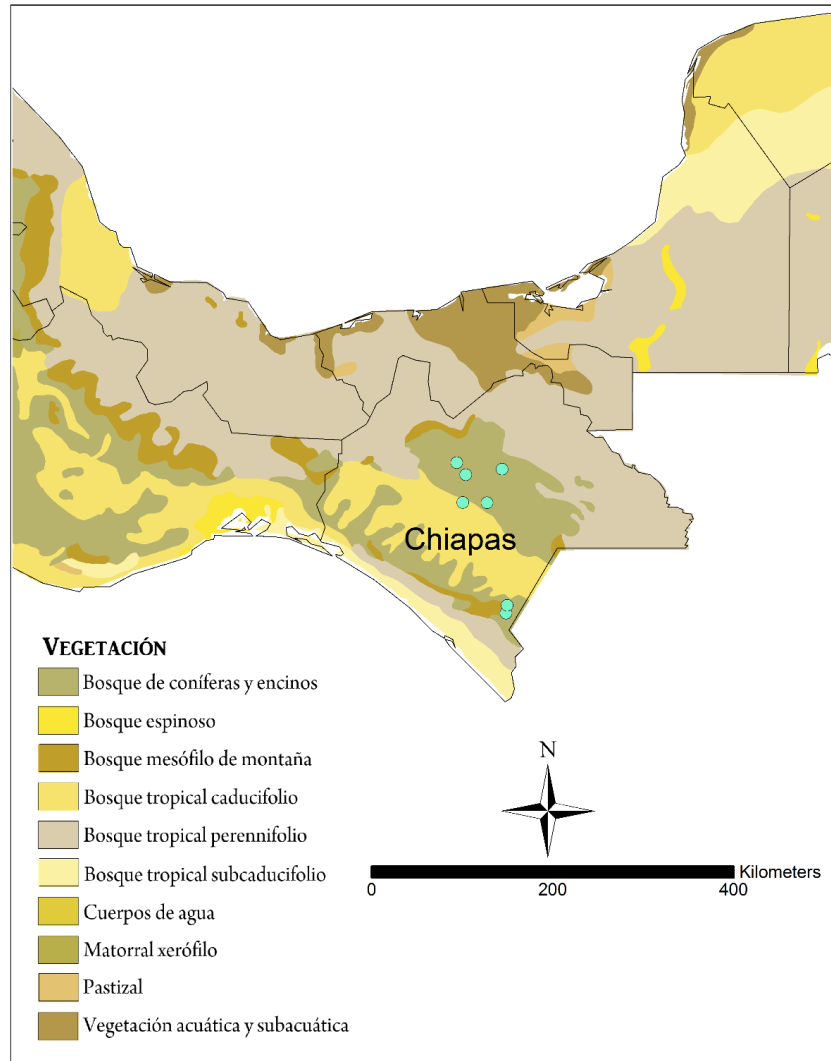 Chiapas
VEGETACIÓN
Bosque de coníferas y encinos
Bosque espinoso
Bosque mesófilo de montaña
Bosque tropical caducifolio
Bosque tropical perennifolio
Bosque tropical subcaducifolio
Cuerpos de agua
Matorral xerófilo
Pastizal
Vegetación acuática y subacuática
N
Kilometers
0 200 400